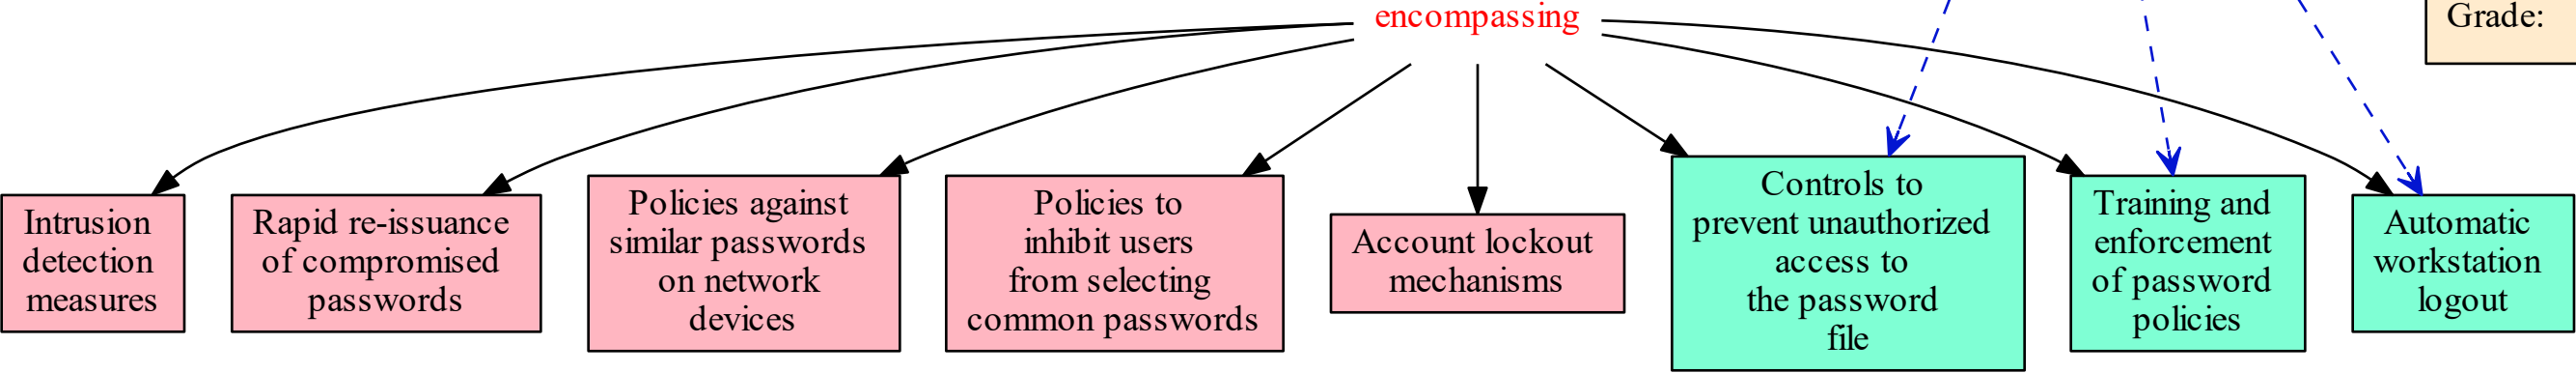 encompassing
Grade:
Intrusion
detection
measures
Rapid re-issuance
of compromised
passwords
Policies against
similar passwords
on network
devices
Policies to
inhibit users
from selecting
common passwords
Account lockout
mechanisms
Controls to
prevent unauthorized
access to
the password
file
Training and
enforcement
of password
policies
Automatic
workstation
logout